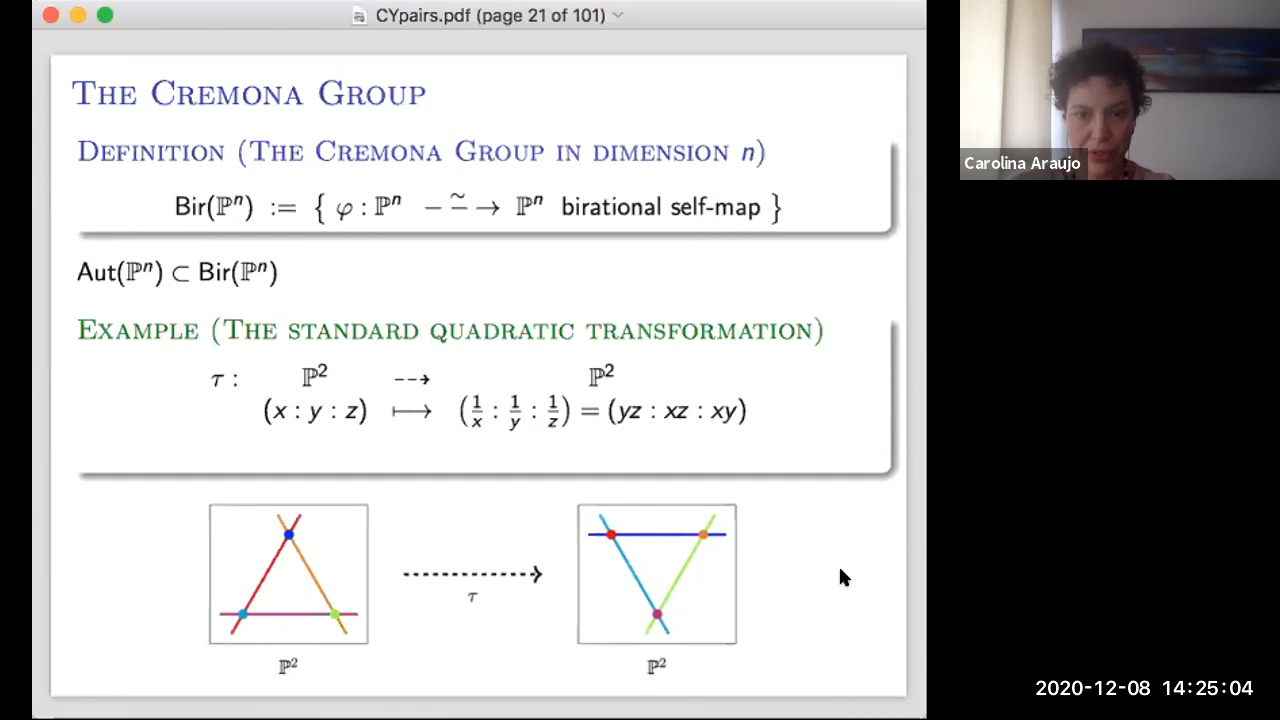 CYpairs.pdf (page 21 of 101)
THE CREMONA GROUP
DEFINITION (THE CREMONA GROUP IN DIMENSION n)
Bir(ℙⁿ) := { φ : ℙⁿ ⇢̃ ℙⁿ birational self-map }
Aut(ℙⁿ) ⊂ Bir(ℙⁿ)
EXAMPLE (THE STANDARD QUADRATIC TRANSFORMATION)
τ : ℙ² ⇢ ℙ²
(x : y : z) ⟼ (1/x : 1/y : 1/z) = (yz : xz : xy)
τ
ℙ² ℙ²
Carolina Araujo
2020-12-08 14:25:04